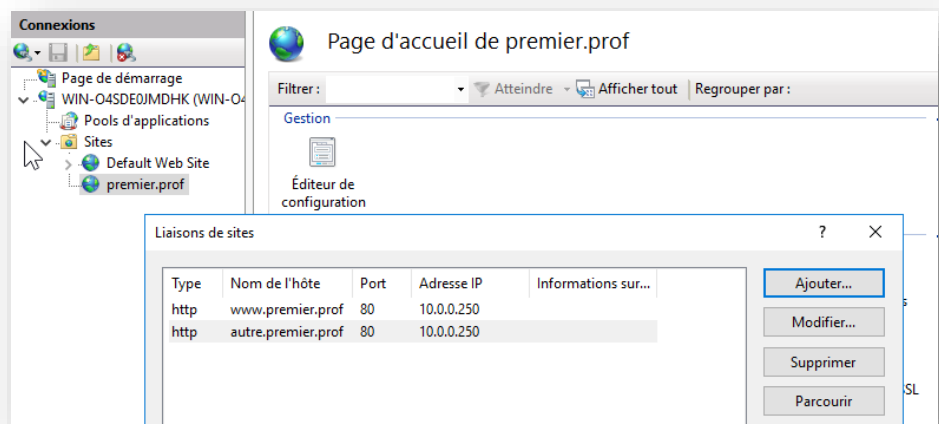 Connexions
Page de démarrage
WIN-O4SDE0JMDHK (WIN-O4
Pools d'applications
Sites
Default Web Site
premier.prof
Page d'accueil de premier.prof
Filtrer : Atteindre Afficher tout Regrouper par :
Gestion
Éditeur de
configuration
Liaisons de sites ? ×
Type Nom de l'hôte Port Adresse IP Informations sur...
http www.premier.prof 80 10.0.0.250
http autre.premier.prof 80 10.0.0.250
Ajouter...
Modifier...
Supprimer
Parcourir
SSL